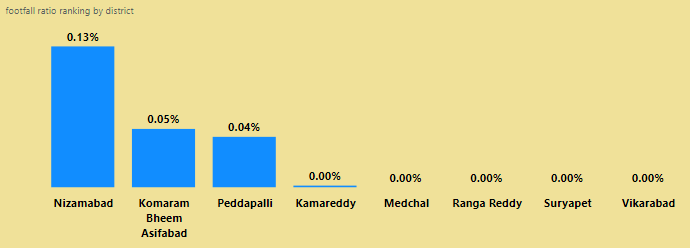 footfall ratio ranking by district
0.13%
0.05%
0.04%
0.00%
0.00%
0.00%
0.00%
0.00%
Nizamabad
Komaram
Bheem
Asifabad
Peddapalli
Kamareddy
Medchal
Ranga Reddy
Suryapet
Vikarabad